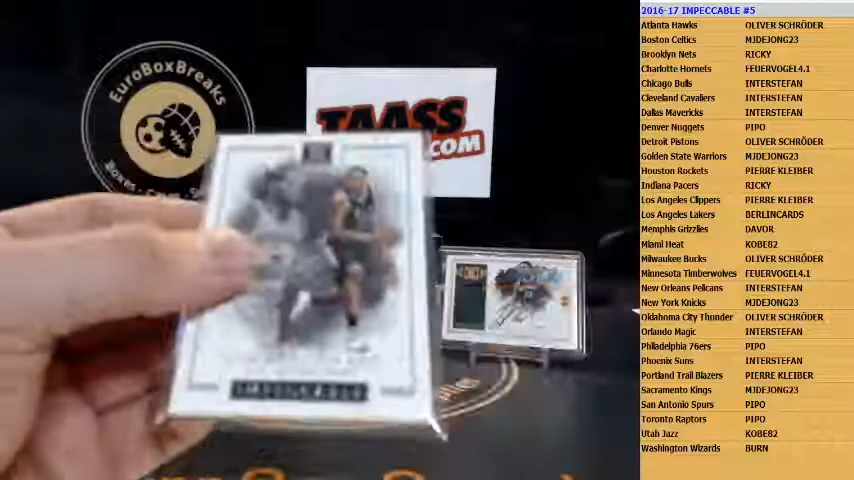 EuroBoxBreaks
TAASS
.COM
IMPECCABLE
2016-17 IMPECCABLE #5
Atlanta Hawks OLIVER SCHRÖDER
Boston Celtics MJDEJONG23
Brooklyn Nets RICKY
Charlotte Hornets FEUERVOGEL4.1
Chicago Bulls INTERSTEFAN
Cleveland Cavaliers INTERSTEFAN
Dallas Mavericks INTERSTEFAN
Denver Nuggets PIPO
Detroit Pistons OLIVER SCHRÖDER
Golden State Warriors MJDEJONG23
Houston Rockets PIERRE KLEIBER
Indiana Pacers RICKY
Los Angeles Clippers PIERRE KLEIBER
Los Angeles Lakers BERLINCARDS
Memphis Grizzlies DAVOR
Miami Heat KOBE82
Milwaukee Bucks OLIVER SCHRÖDER
Minnesota Timberwolves FEUERVOGEL4.1
New Orleans Pelicans INTERSTEFAN
New York Knicks MJDEJONG23
Oklahoma City Thunder OLIVER SCHRÖDER
Orlando Magic INTERSTEFAN
Philadelphia 76ers PIPO
Phoenix Suns INTERSTEFAN
Portland Trail Blazers PIERRE KLEIBER
Sacramento Kings MJDEJONG23
San Antonio Spurs PIPO
Toronto Raptors PIPO
Utah Jazz KOBE82
Washington Wizards BURN